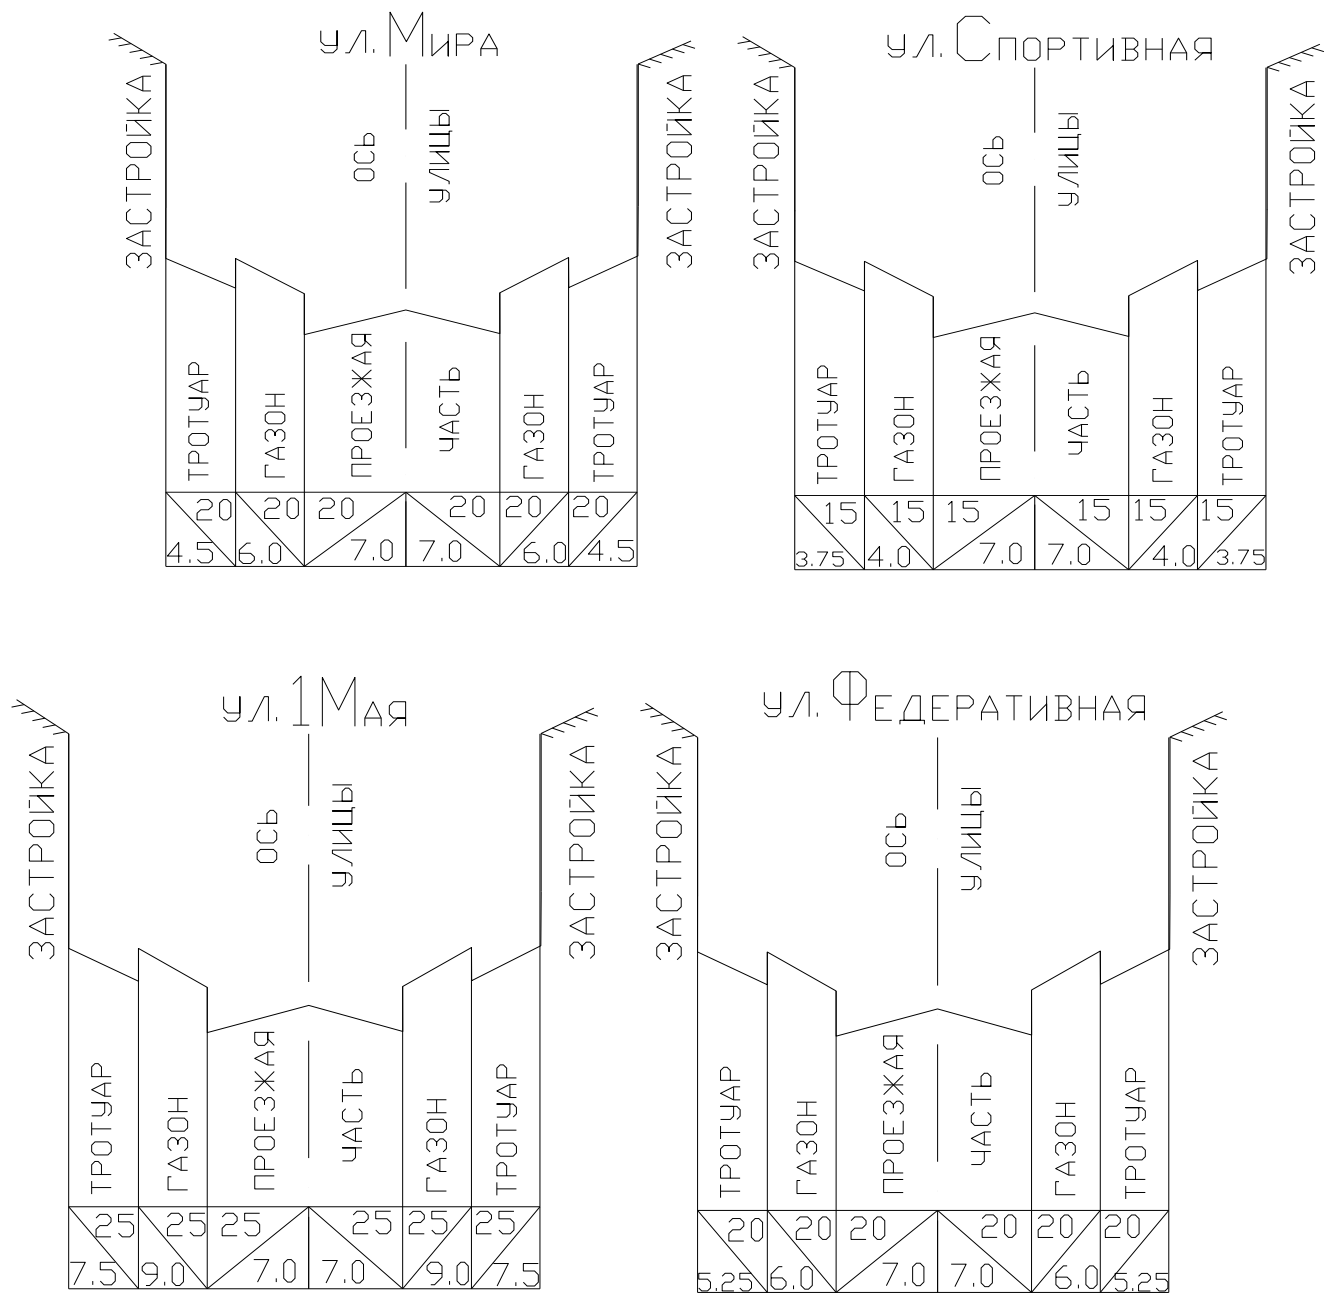 ул. Мира
ЗАСТРОЙКА
ОСЬ
УЛИЦЫ
ЗАСТРОЙКА
ТРОТУАР
ГАЗОН
ПРОЕЗЖАЯ
ЧАСТЬ
ГАЗОН
ТРОТУАР
20 20 20 20 20 20
4.5 6.0 7.0 7.0 6.0 4.5
ул. Спортивная
ЗАСТРОЙКА
ОСЬ
УЛИЦЫ
ЗАСТРОЙКА
ТРОТУАР
ГАЗОН
ПРОЕЗЖАЯ
ЧАСТЬ
ГАЗОН
ТРОТУАР
15 15 15 15 15 15
3.75 4.0 7.0 7.0 4.0 3.75
ул. 1Мая
ЗАСТРОЙКА
ОСЬ
УЛИЦЫ
ЗАСТРОЙКА
ТРОТУАР
ГАЗОН
ПРОЕЗЖАЯ
ЧАСТЬ
ГАЗОН
ТРОТУАР
25 25 25 25 25 25
7.5 9.0 7.0 7.0 9.0 7.5
ул. Федеративная
ЗАСТРОЙКА
ОСЬ
УЛИЦЫ
ЗАСТРОЙКА
ТРОТУАР
ГАЗОН
ПРОЕЗЖАЯ
ЧАСТЬ
ГАЗОН
ТРОТУАР
20 20 20 20 20 20
5.25 6.0 7.0 7.0 6.0 5.25